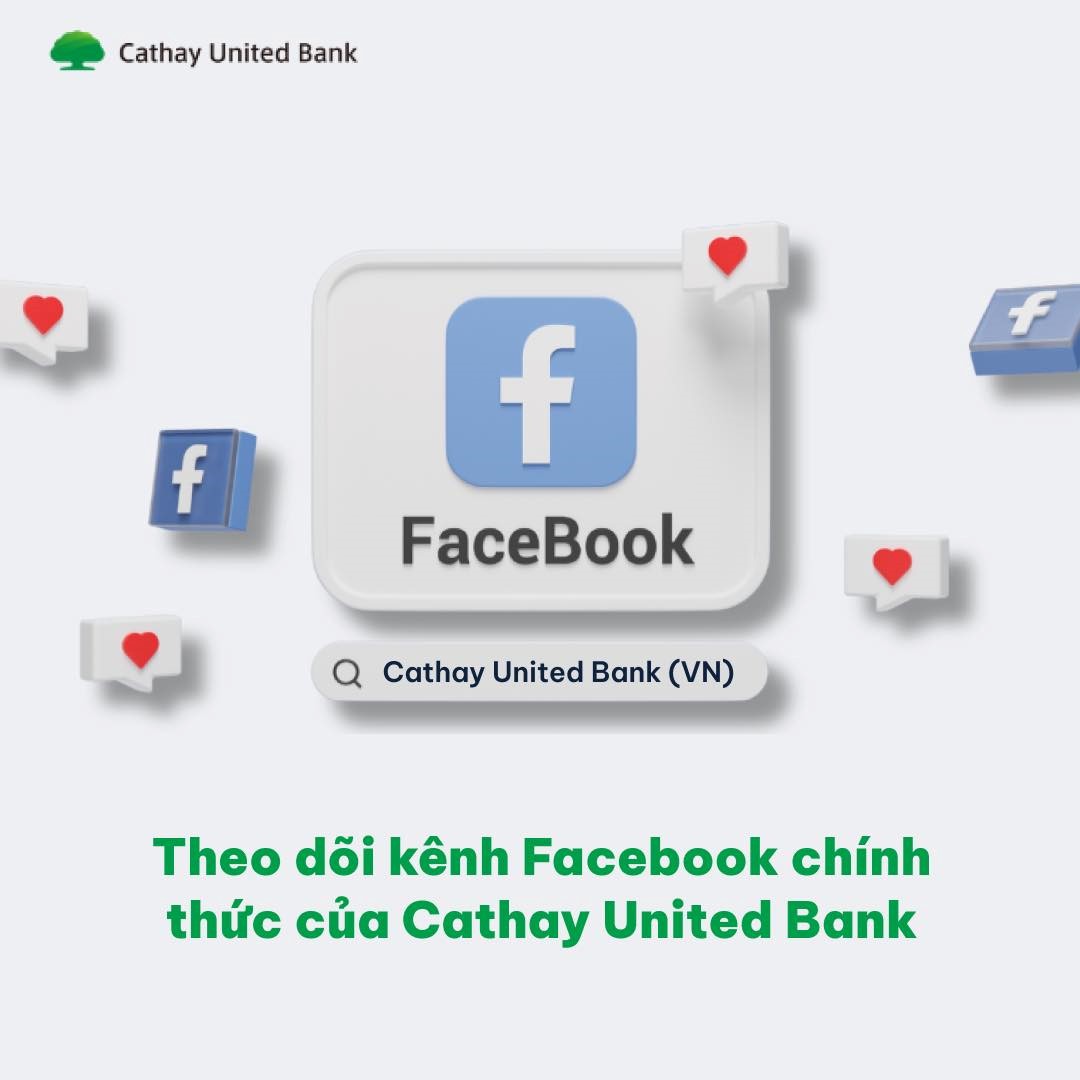 Cathay United Bank
FaceBook
Cathay United Bank (VN)
Theo dõi kênh Facebook chính
thức của Cathay United Bank